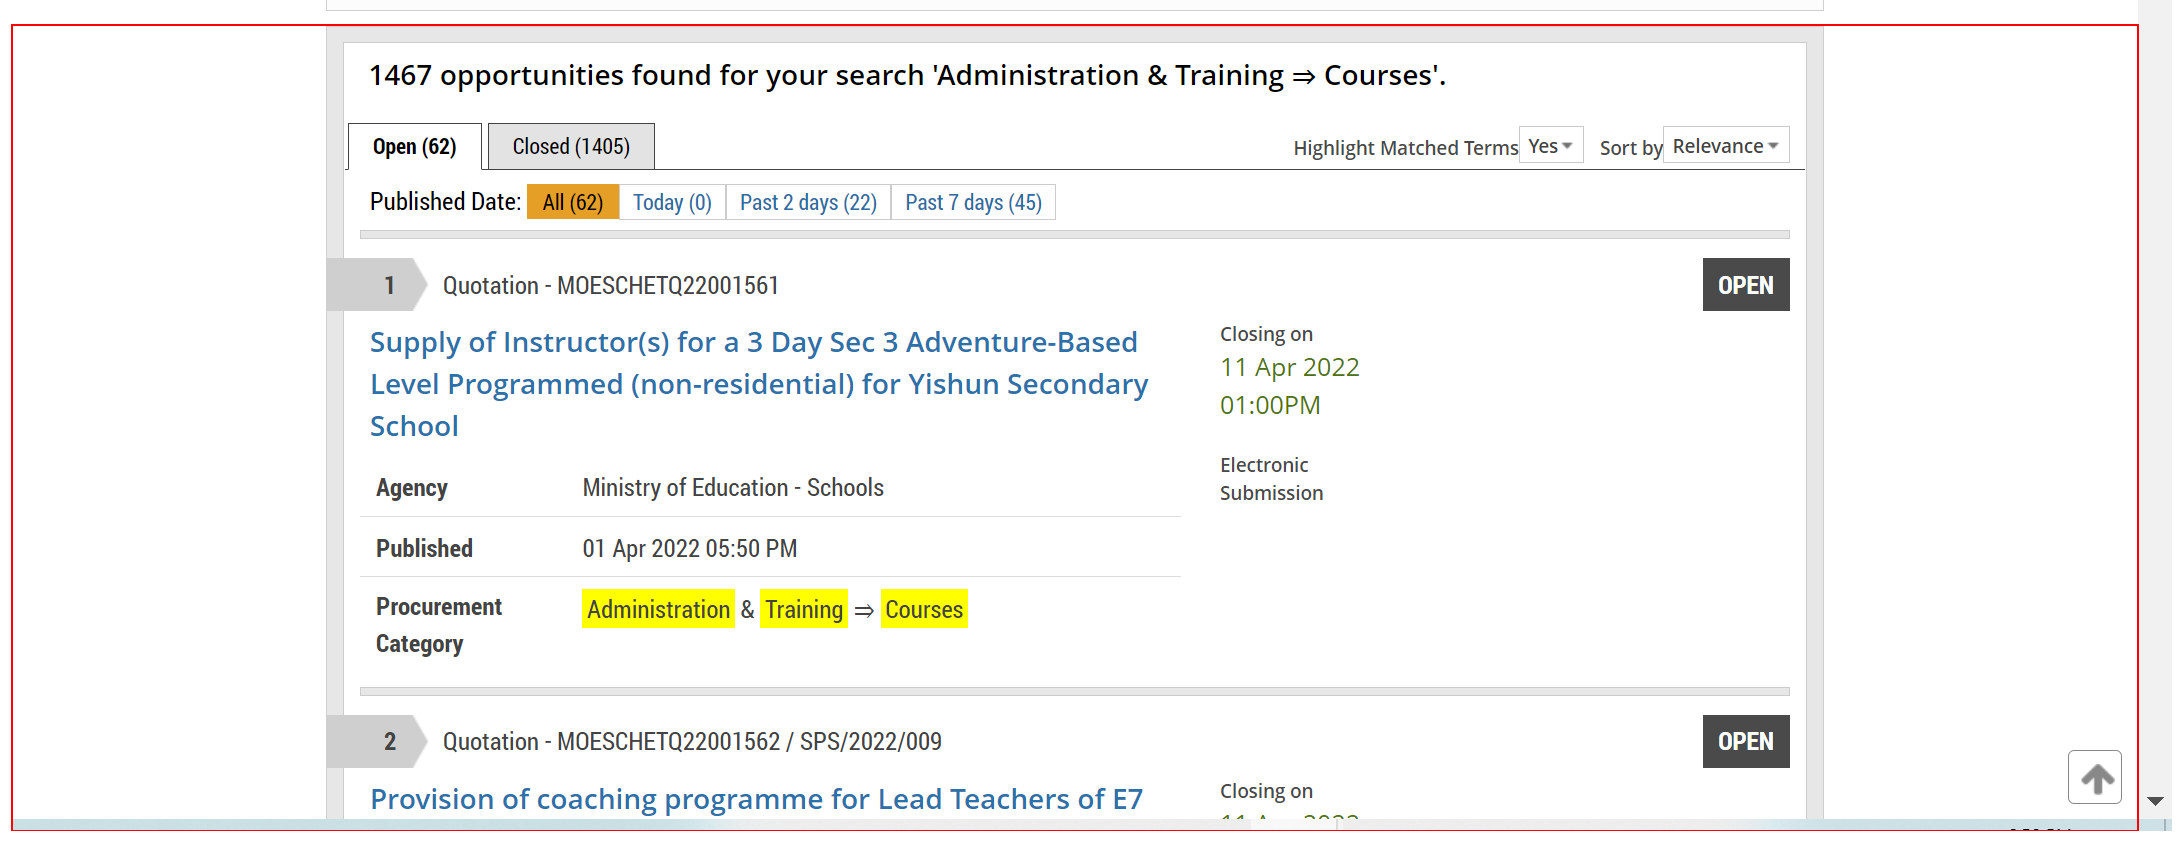 1467 opportunities found for your search 'Administration & Training ⇒ Courses'.
Open (62)
Closed (1405)
Highlight Matched Terms Yes
Sort by Relevance
Published Date: All (62) Today (0) Past 2 days (22) Past 7 days (45)
1 Quotation - MOESCHETQ22001561 OPEN
Supply of Instructor(s) for a 3 Day Sec 3 Adventure-Based
Level Programmed (non-residential) for Yishun Secondary
School
Closing on
11 Apr 2022
01:00PM
Electronic
Submission
Agency Ministry of Education - Schools
Published 01 Apr 2022 05:50 PM
Procurement
Category
Administration & Training ⇒ Courses
2 Quotation - MOESCHETQ22001562 / SPS/2022/009 OPEN
Provision of coaching programme for Lead Teachers of E7
Closing on